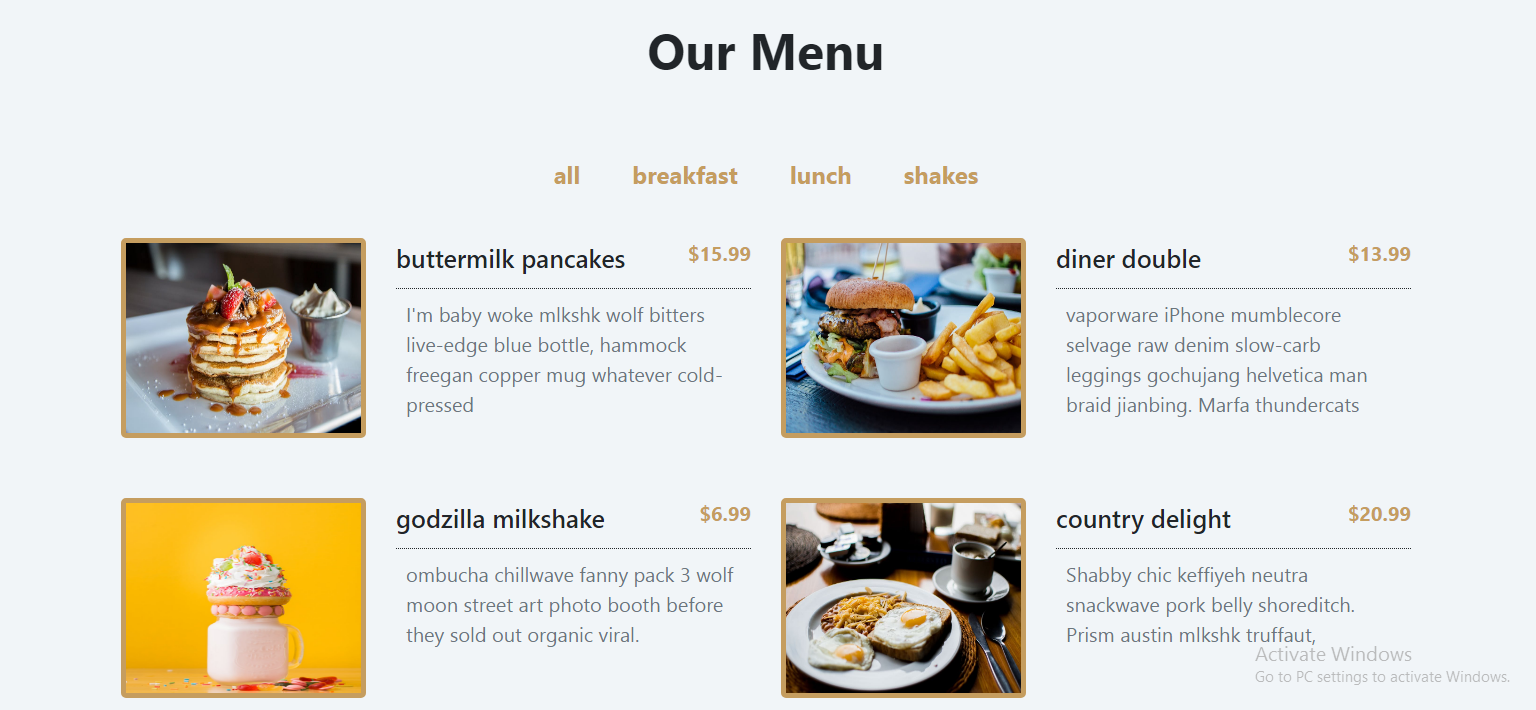 Our Menu
all breakfast lunch shakes
buttermilk pancakes $15.99
I'm baby woke mlkshk wolf bitters
live-edge blue bottle, hammock
freegan copper mug whatever cold-
pressed
diner double $13.99
vaporware iPhone mumblecore
selvage raw denim slow-carb
leggings gochujang helvetica man
braid jianbing. Marfa thundercats
godzilla milkshake $6.99
ombucha chillwave fanny pack 3 wolf
moon street art photo booth before
they sold out organic viral.
country delight $20.99
Shabby chic keffiyeh neutra
snackwave pork belly shoreditch.
Prism austin mlkshk truffaut,
Activate Windows
Go to PC settings to activate Windows.